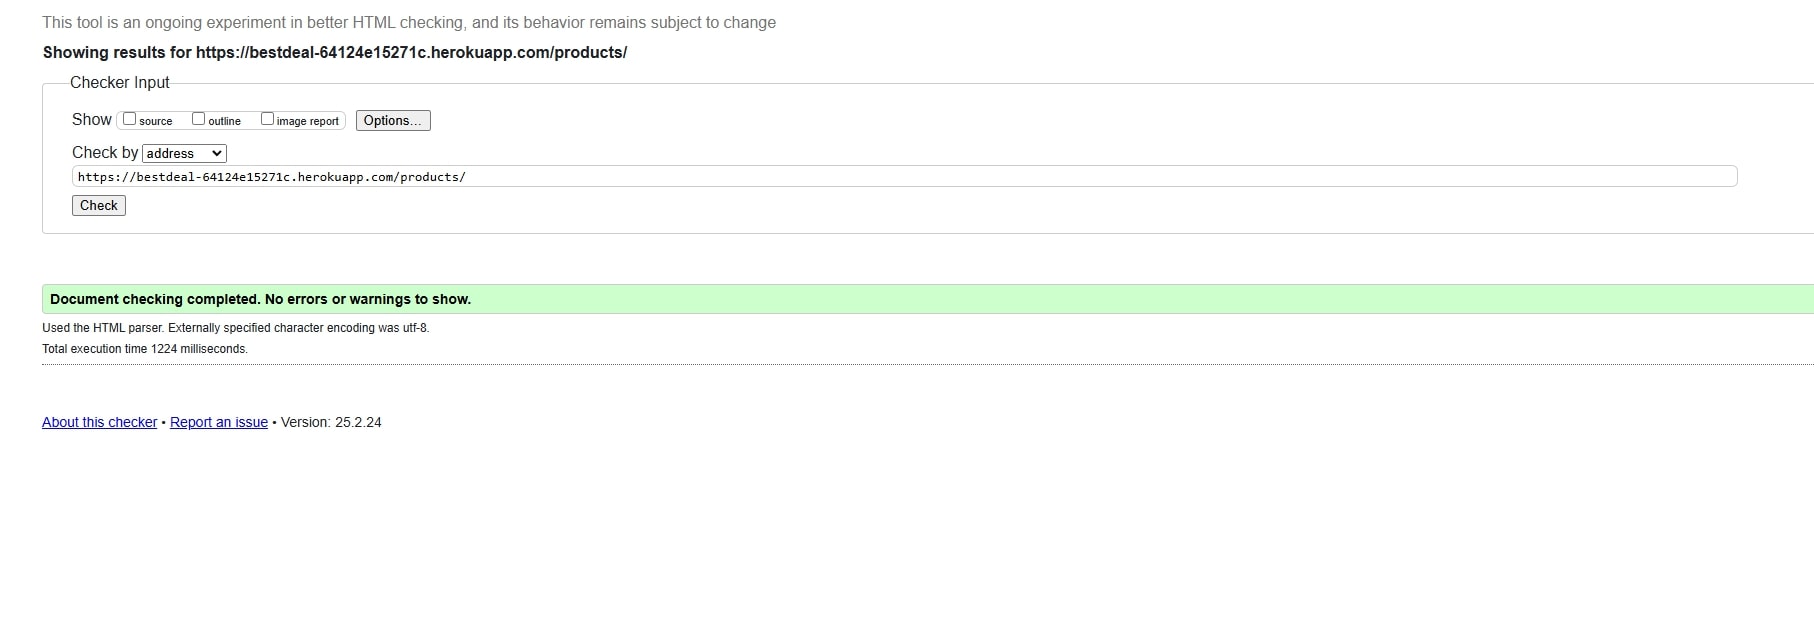 This tool is an ongoing experiment in better HTML checking, and its behavior remains subject to change
Showing results for https://bestdeal-64124e15271c.herokuapp.com/products/
Checker Input
Show source outline image report Options...
Check by address
https://bestdeal-64124e15271c.herokuapp.com/products/
Check
Document checking completed. No errors or warnings to show.
Used the HTML parser. Externally specified character encoding was utf-8.
Total execution time 1224 milliseconds.
About this checker • Report an issue • Version: 25.2.24